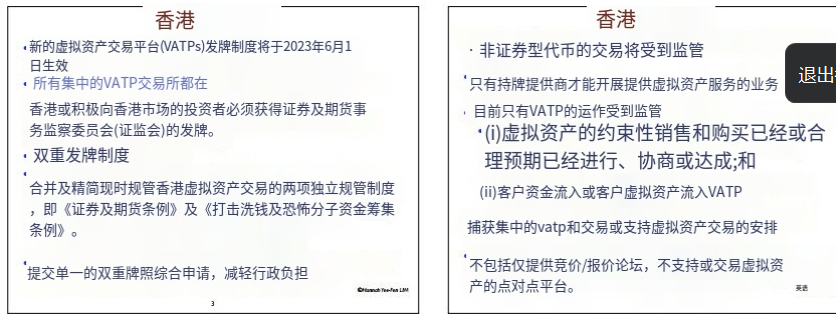 香港
新的虚拟资产交易平台(VATPs)发牌制度将于2023年6月1
日生效
所有集中的VATP交易所都在
香港或积极向香港市场的投资者必须获得证券及期货事
务监察委员会(证监会)的发牌。
双重发牌制度
合并及精简现时规管香港虚拟资产交易的两项独立规管制度
，即《证券及期货条例》及《打击洗钱及恐怖分子资金筹集
条例》。
提交单一的双重牌照综合申请，减轻行政负担
©Hannah Yee-Fen LIM
3
香港
· 非证券型代币的交易将受到监管
只有持牌提供商才能开展提供虚拟资产服务的业务
目前只有VATP的运作受到监管
(i)虚拟资产的约束性销售和购买已经或合
理预期已经进行、协商或达成;和
(ii)客户资金流入或客户虚拟资产流入VATP
捕获集中的vatp和交易或支持虚拟资产交易的安排
不包括仅提供竞价/报价论坛，不支持或交易虚拟资
产的点对点平台。
英语
退出